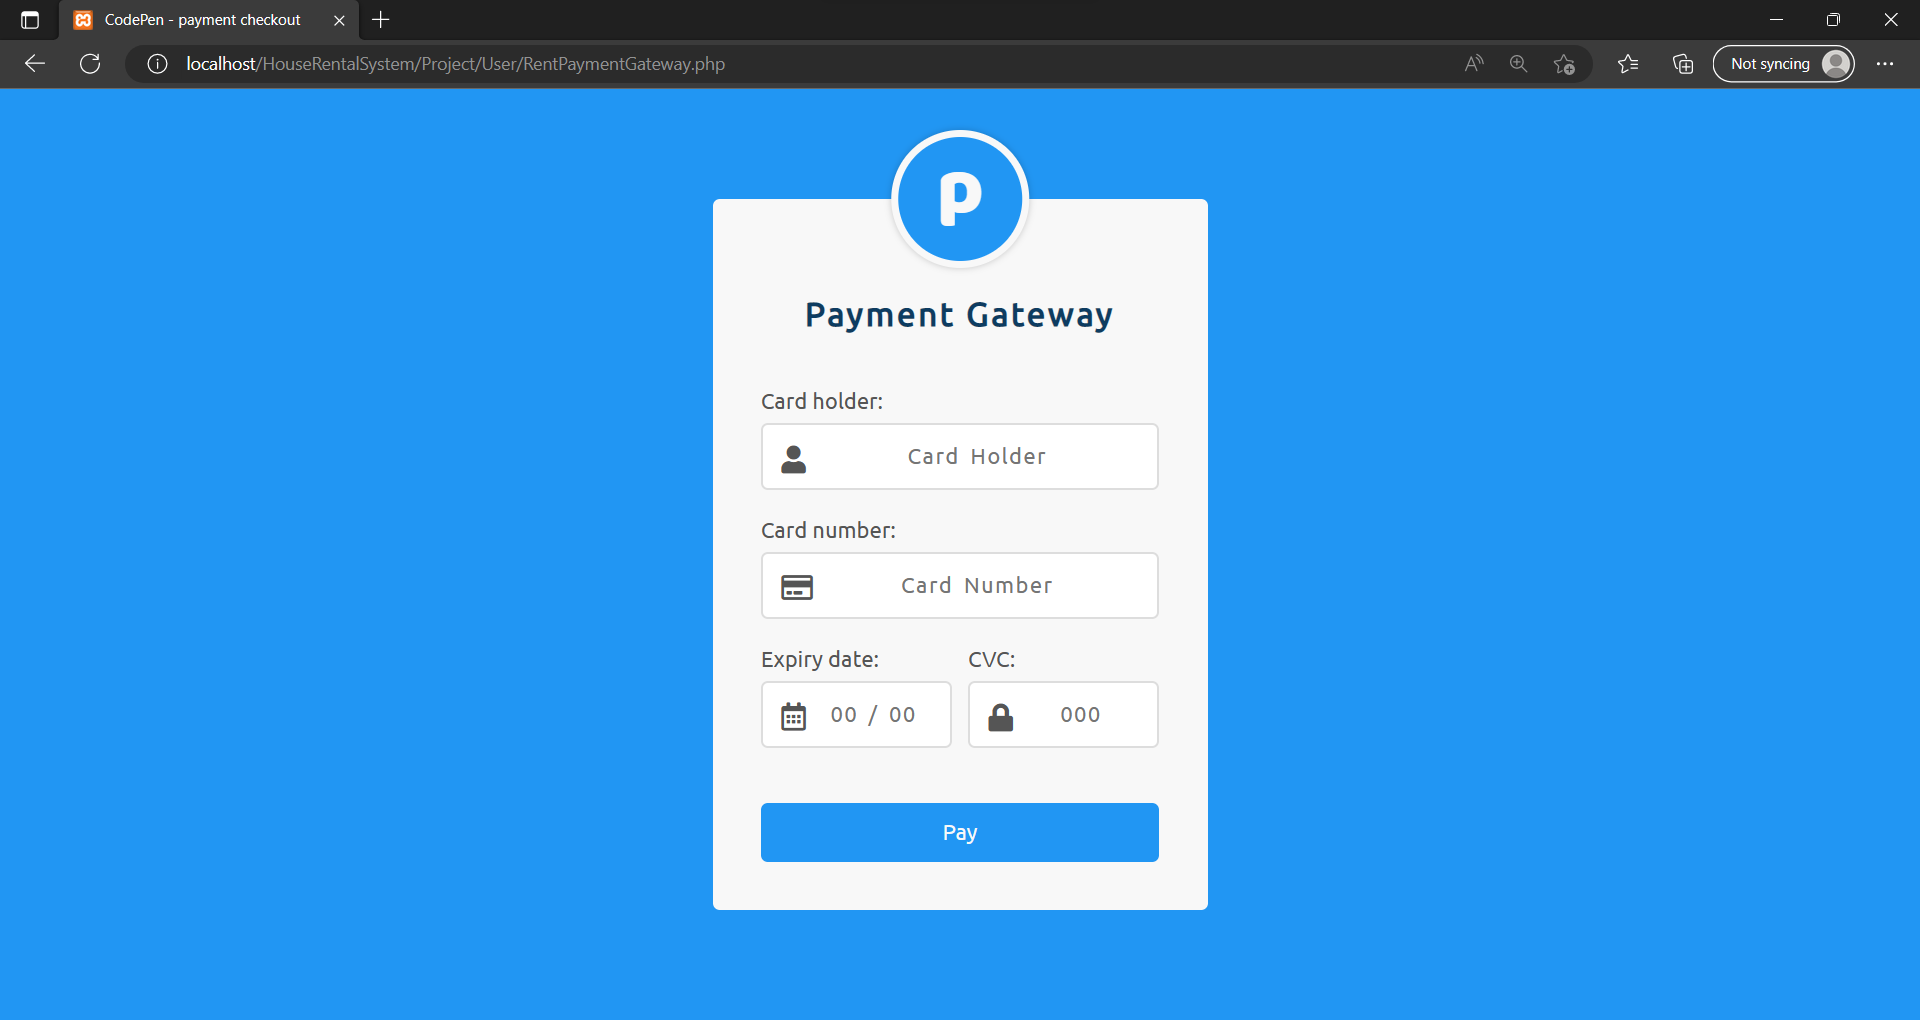 CodePen - payment checkout
localhost/HouseRentalSystem/Project/User/RentPaymentGateway.php
Not syncing
p
Payment Gateway
Card holder:
Card Holder
Card number:
Card Number
Expiry date: CVC:
00 / 00 000
Pay